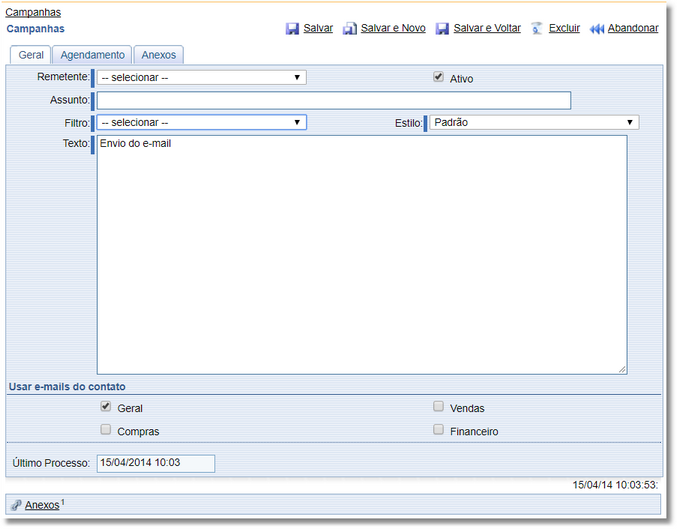 Campanhas
Campanhas Salvar Salvar e Novo Salvar e Voltar Excluir Abandonar
Geral Agendamento Anexos
Remetente: -- selecionar -- Ativo
Assunto:
Filtro: -- selecionar -- Estilo: Padrão
Texto: Envio do e-mail
Usar e-mails do contato
Geral Vendas
Compras Financeiro
Último Processo: 15/04/2014 10:03
15/04/14 10:03:53:
Anexos 1